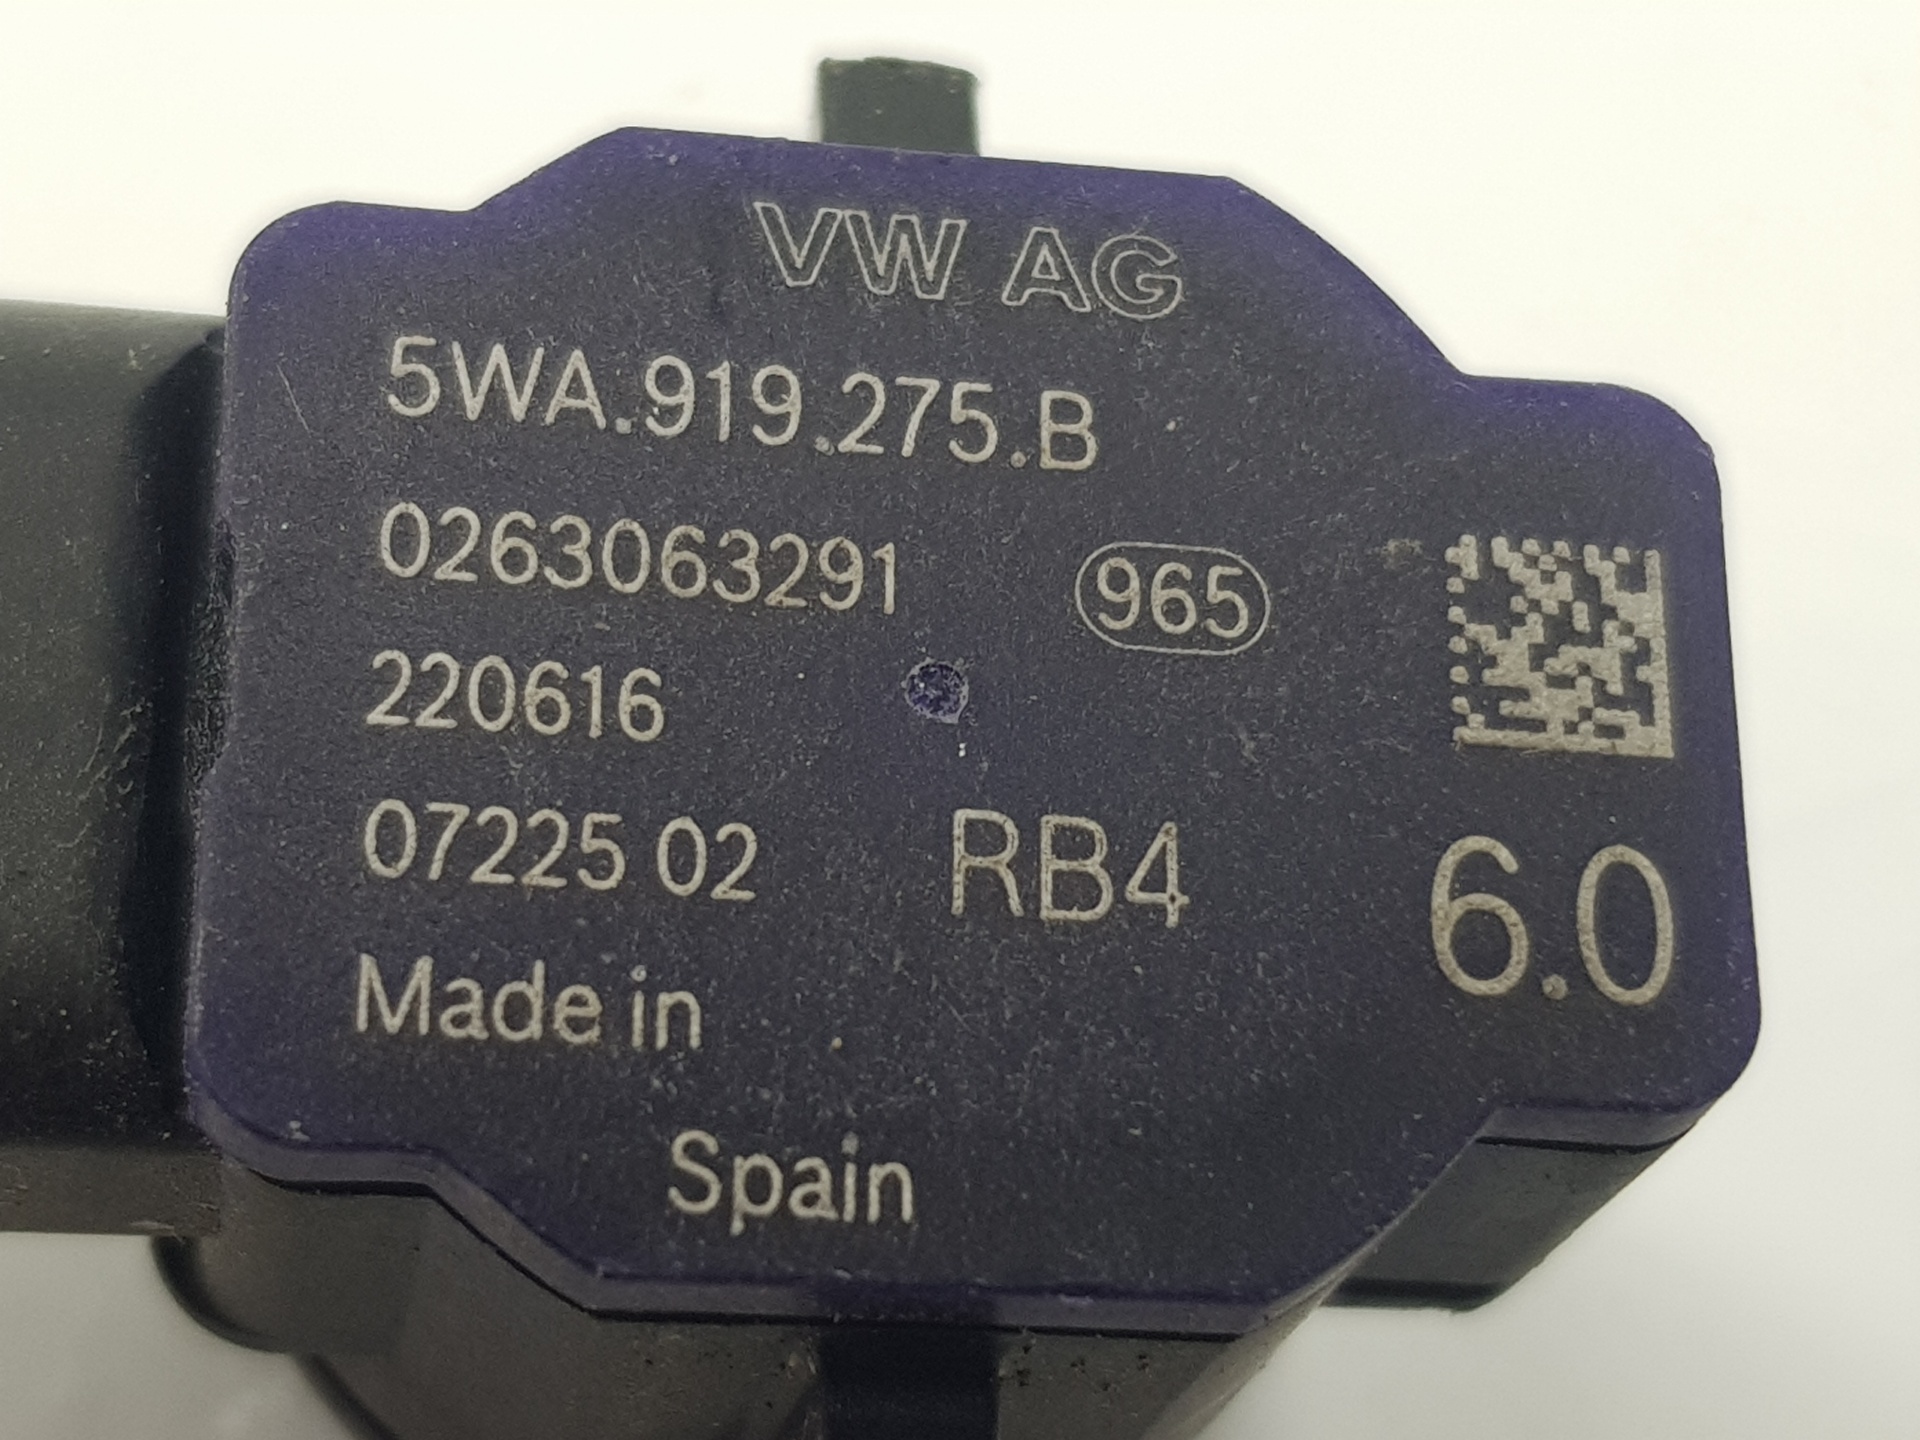 VW AG
5WA.919.275.B
0263063291
965
220616
07225 02
RB4
6.0
Made in
Spain